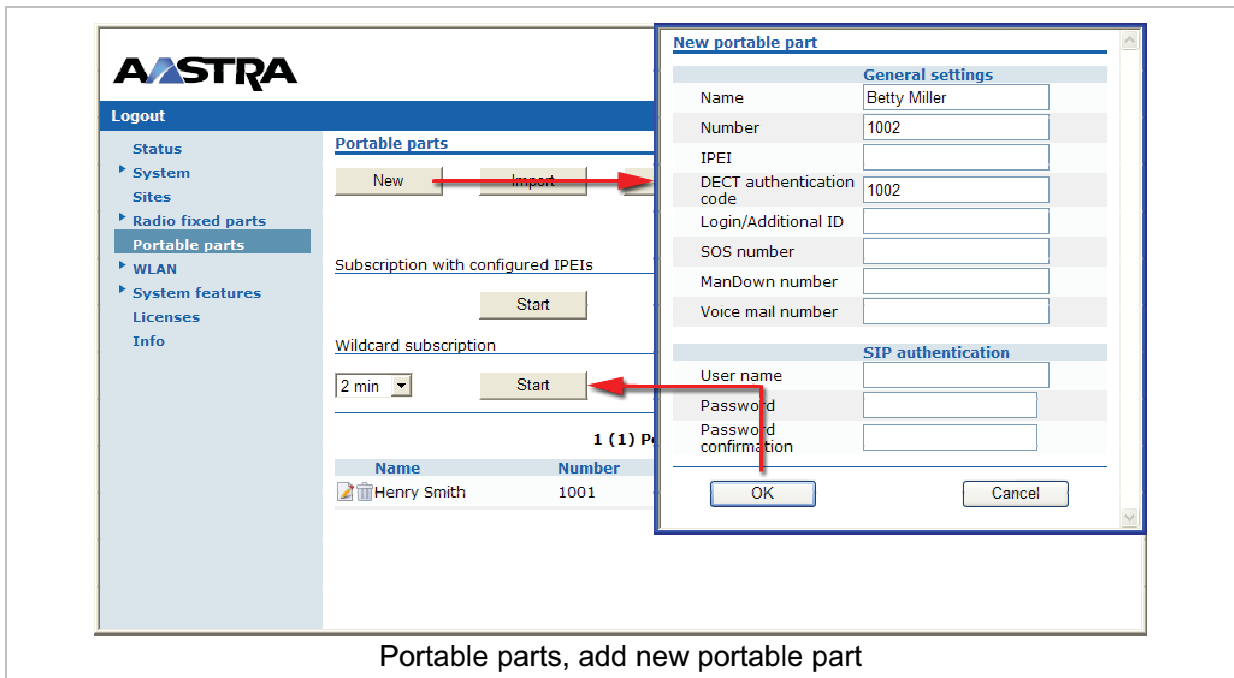 AASTRA
Logout
Status
System
Sites
Radio fixed parts
Portable parts
WLAN
System features
Licenses
Info
Portable parts
New
Import
Subscription with configured IPEIs
Start
Wildcard subscription
2 min
Start
1 (1)
Name Number
Henry Smith 1001
New portable part
General settings
Name Betty Miller
Number 1002
IPEI
DECT authentication
code 1002
Login/Additional ID
SOS number
ManDown number
Voice mail number
SIP authentication
User name
Password
Password
confirmation
OK Cancel
Portable parts, add new portable part